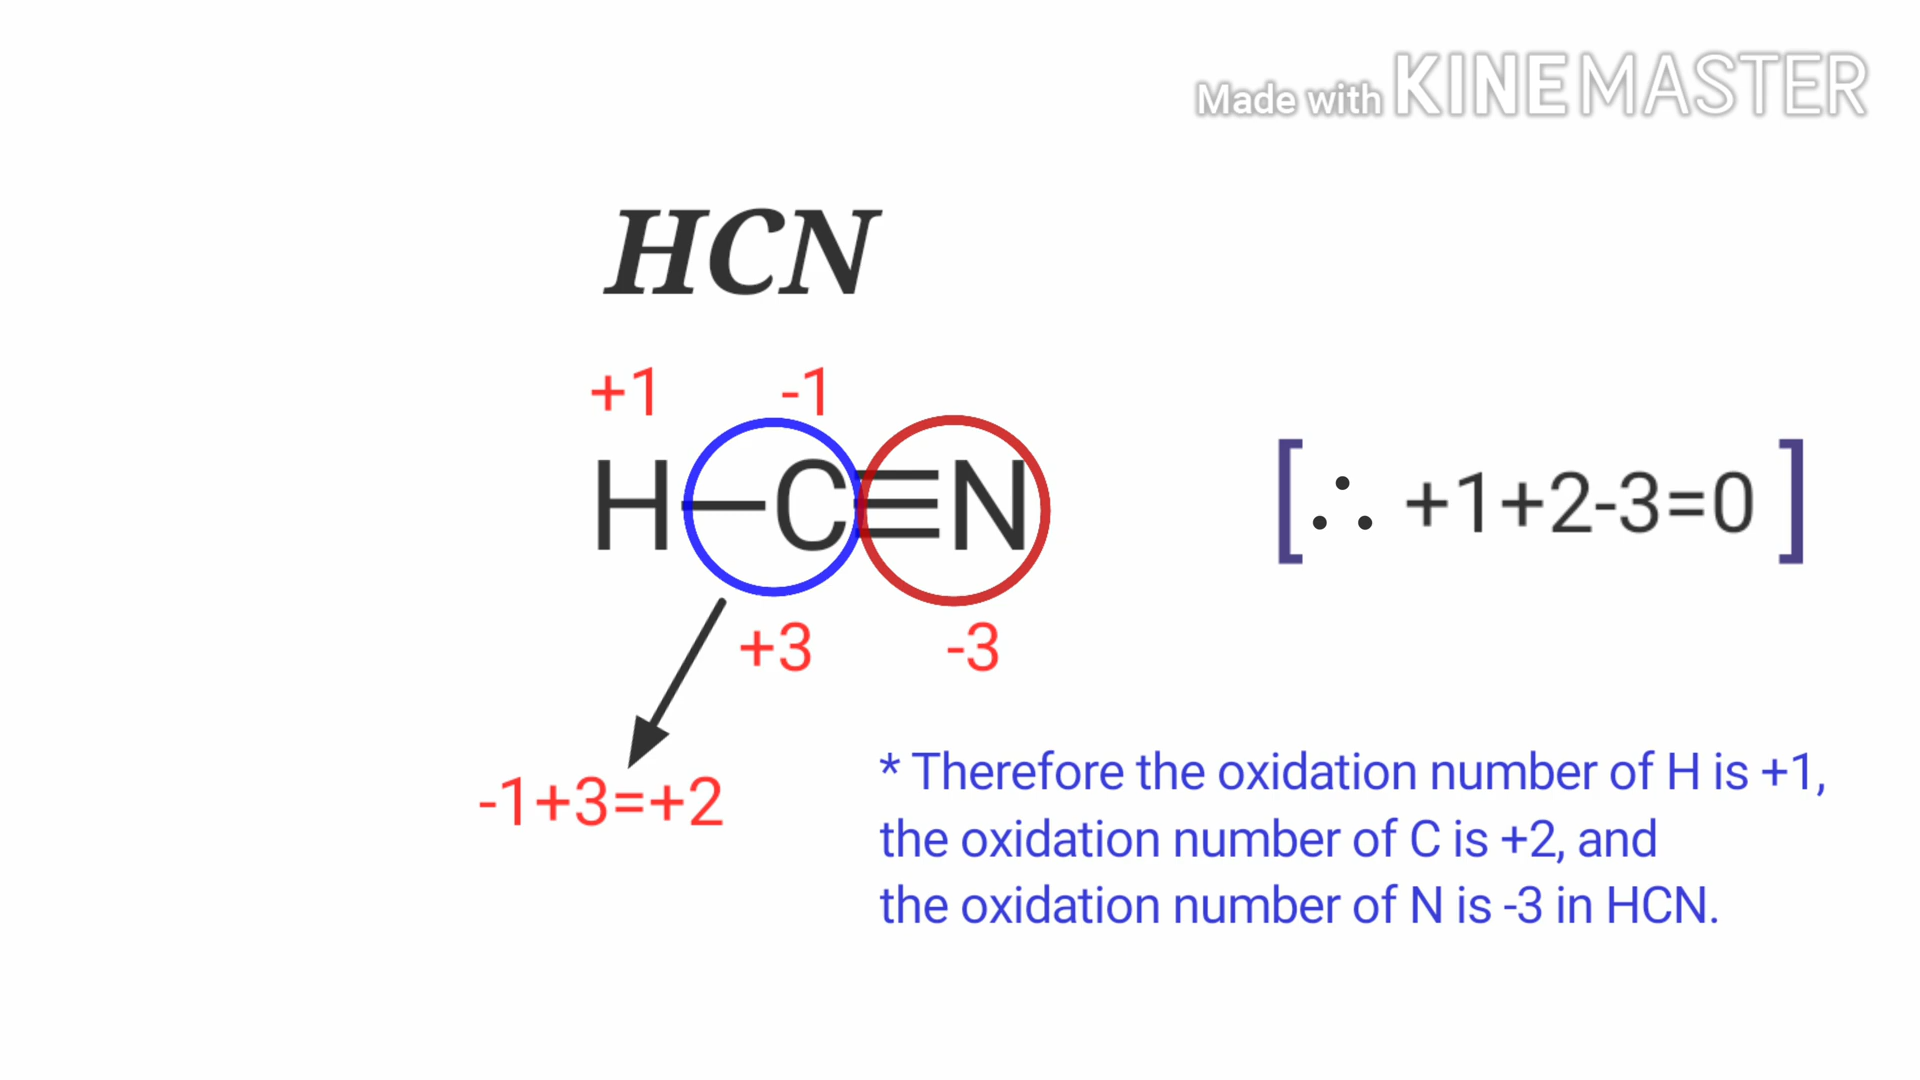 Made with KINEMASTER
HCN
+1 -1
H—C≡N
[∴ +1+2-3=0]
+3 -3
-1+3=+2
* Therefore the oxidation number of H is +1,
the oxidation number of C is +2, and
the oxidation number of N is -3 in HCN.